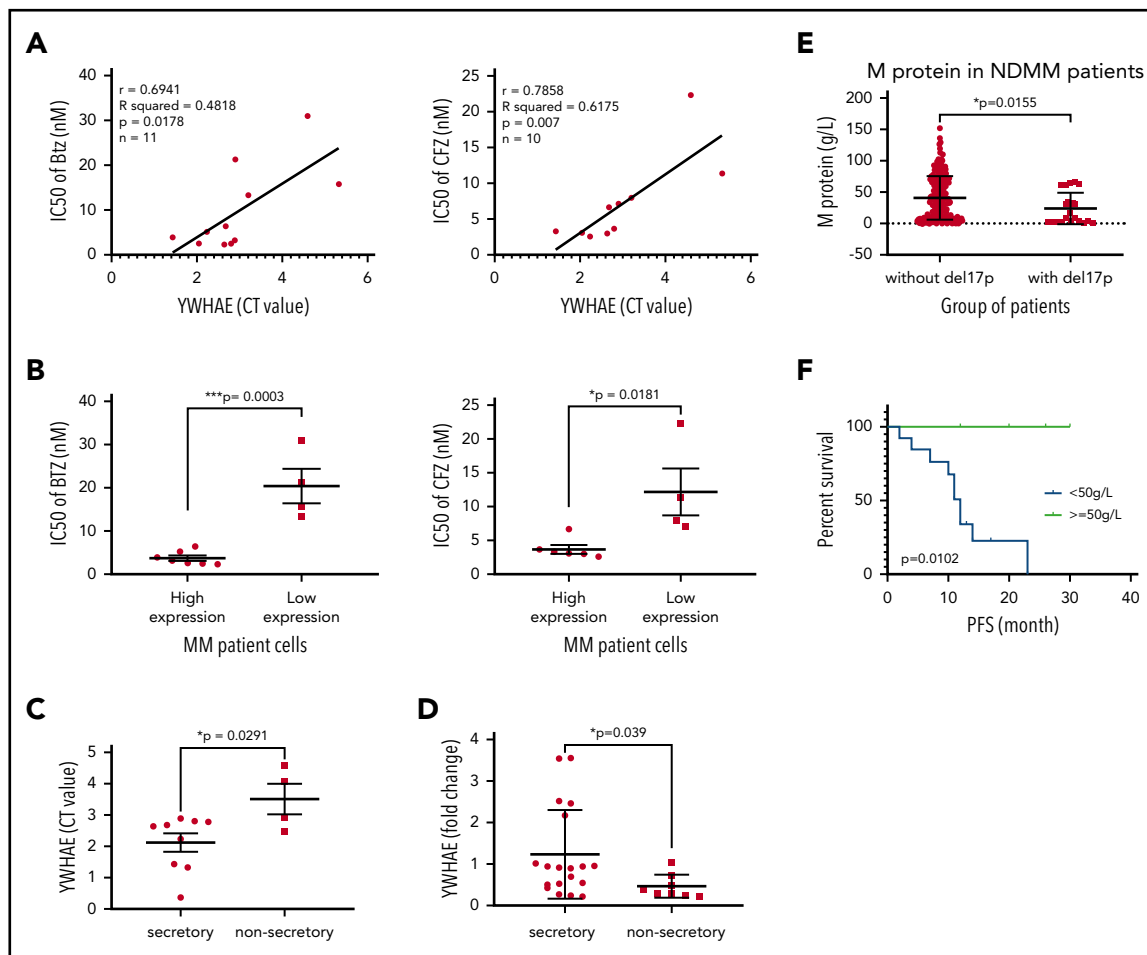 A
r = 0.6941
R squared = 0.4818
p = 0.0178
n = 11
IC50 of Btz (nM)
40
30
20
10
0
0 2 4 6
YWHAE (CT value)
r = 0.7858
R squared = 0.6175
p = 0.007
n = 10
IC50 of CFZ (nM)
25
20
15
10
5
0
0 2 4 6
YWHAE (CT value)
B
***p= 0.0003
IC50 of BTZ (nM)
40
30
20
10
0
High expression
Low expression
MM patient cells
*p = 0.0181
IC50 of CFZ (nM)
25
20
15
10
5
0
High expression
Low expression
MM patient cells
C
*p = 0.0291
YWHAE (CT value)
5
4
3
2
1
0
secretory non-secretory
D
*p=0.039
YWHAE (fold change)
4
3
2
1
0
secretory non-secretory
E
M protein in NDMM patients
*p=0.0155
M protein (g/L)
200
150
100
50
0
-50
without del17p with del17p
Group of patients
F
Percent survival
100
50
0
<50g/L
>=50g/L
p=0.0102
0 10 20 30 40
PFS (month)